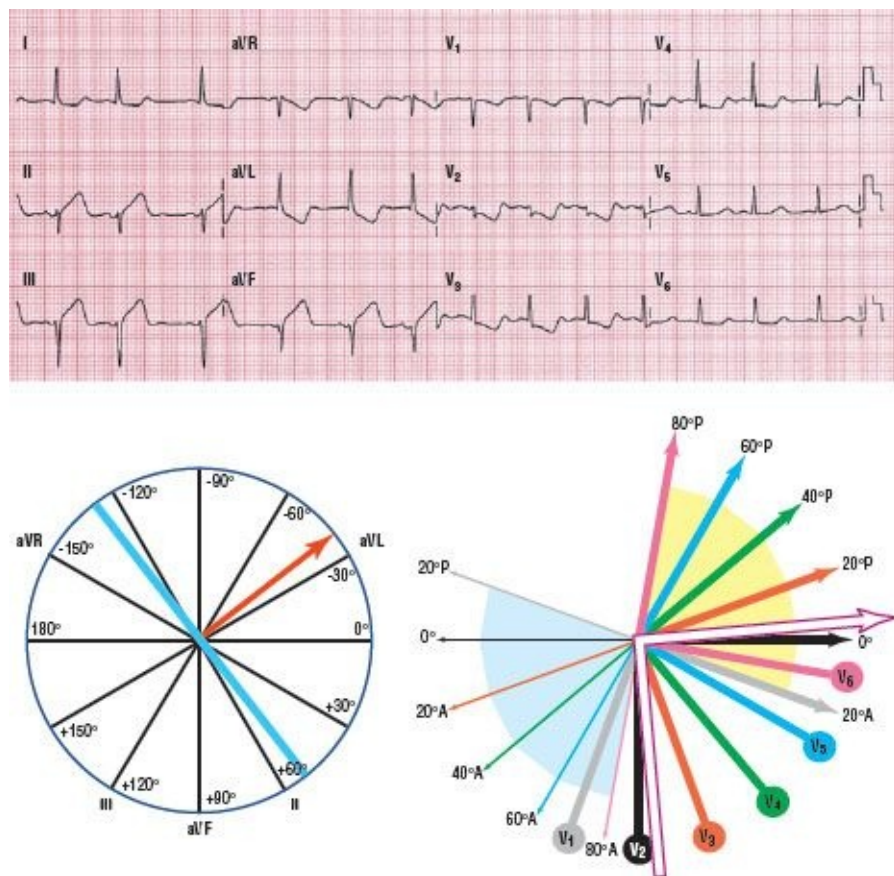 I aVR V1 V4
II aVL V2 V5
III aVF V3 V6
-90°
-120° -60°
aVR -150° -30° aVL
180° 0°
+150° +30°
+120° +60°
III +90° II
aVF
80°P
60°P
40°P
20°P 20°P
0° 0°
V6
20°A 20°A
V5
40°A V4
60°A V1 80°A V2 V3